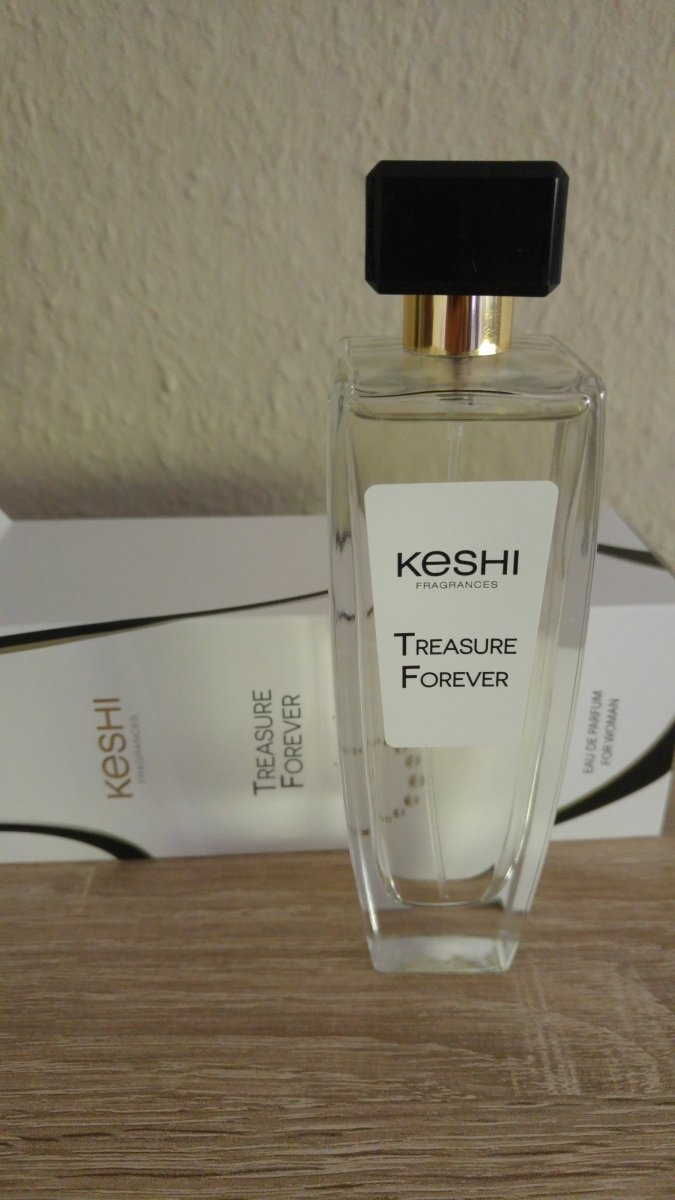 KeSHI
FRAGRANCES
TREASURE
FOREVER
KeSHI
FRAGRANCES
TREASURE
FOREVER
EAU DE PARFUM
FOR WOMAN